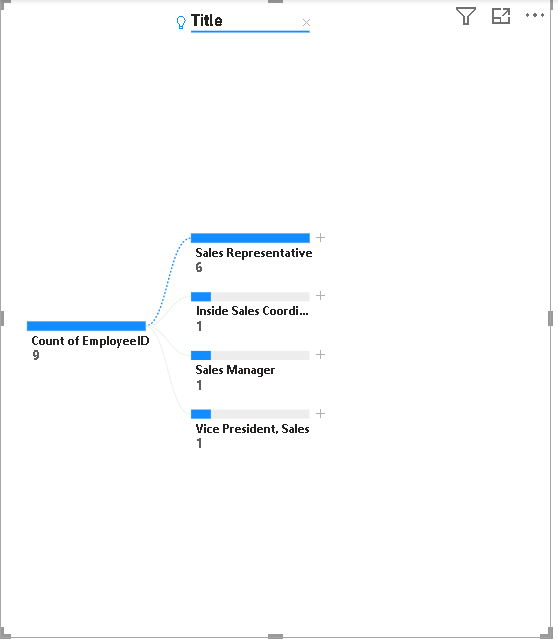 Title
Sales Representative
6
Inside Sales Coordi...
1
Count of EmployeeID
9
Sales Manager
1
Vice President, Sales
1